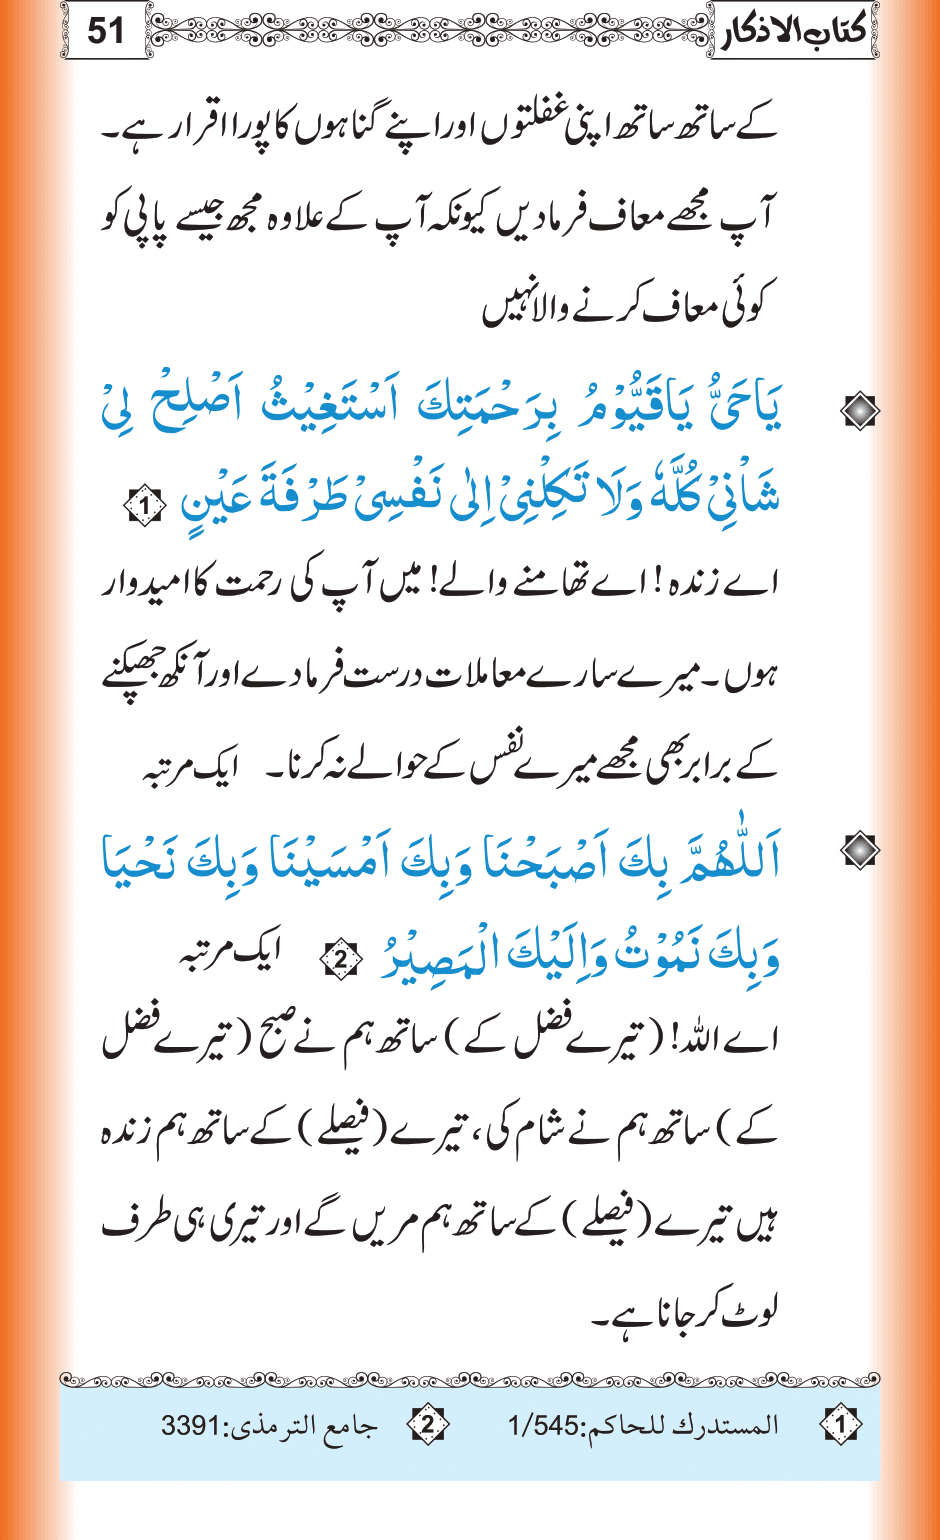 کتاب الاذکار 51
کے ساتھ ساتھ اپنی غفلتوں اور اپنے گناہوں کا پورا اقرار ہے۔
آپ مجھے معاف فرمادیں کیونکہ آپ کے علاوہ مجھ جیسے پاپی کو
کوئی معاف کرنے والا نہیں
يَاحَيُّ يَاقَيُّوْمُ بِرَحْمَتِكَ اَسْتَغِيْثُ اَصْلِحْ لِيْ
شَاْنِيْ كُلَّهٗ وَلَا تَكِلْنِيْ اِلٰى نَفْسِيْ طَرْفَةَ عَيْنٍ 1
اے زندہ! اے تھامنے والے! میں آپ کی رحمت کا امیدوار
ہوں۔ میرے سارے معاملات درست فرما دے اور آنکھ جھپکنے
کے برابر بھی مجھے میرے نفس کے حوالے نہ کرنا۔ ایک مرتبہ
اَللّٰهُمَّ بِكَ اَصْبَحْنَا وَبِكَ اَمْسَيْنَا وَبِكَ نَحْيَا
وَبِكَ نَمُوْتُ وَاِلَيْكَ الْمَصِيْرُ 2 ایک مرتبہ
اے اللہ! (تیرے فضل کے) ساتھ ہم نے صبح (تیرے فضل
کے) ساتھ ہم نے شام کی، تیرے (فیصلے) کے ساتھ ہم زندہ
ہیں تیرے (فیصلے) کے ساتھ ہم مریں گے اور تیری ہی طرف
لوٹ کر جانا ہے۔
1 المستدرك للحاكم:1/545 2 جامع الترمذی:3391